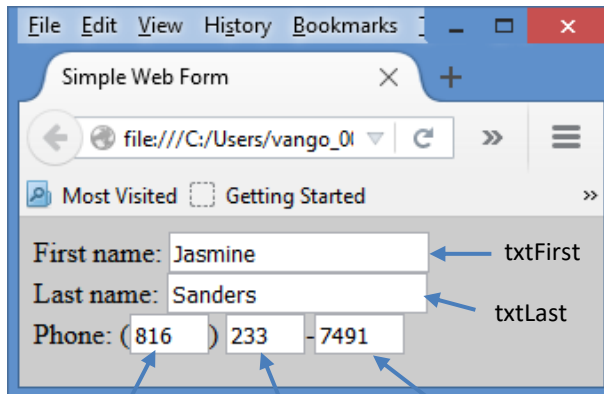 File Edit View History Bookmarks
Simple Web Form
file:///C:/Users/vango_0
Most Visited Getting Started
First name: Jasmine txtFirst
Last name: Sanders txtLast
Phone: (816) 233 -7491